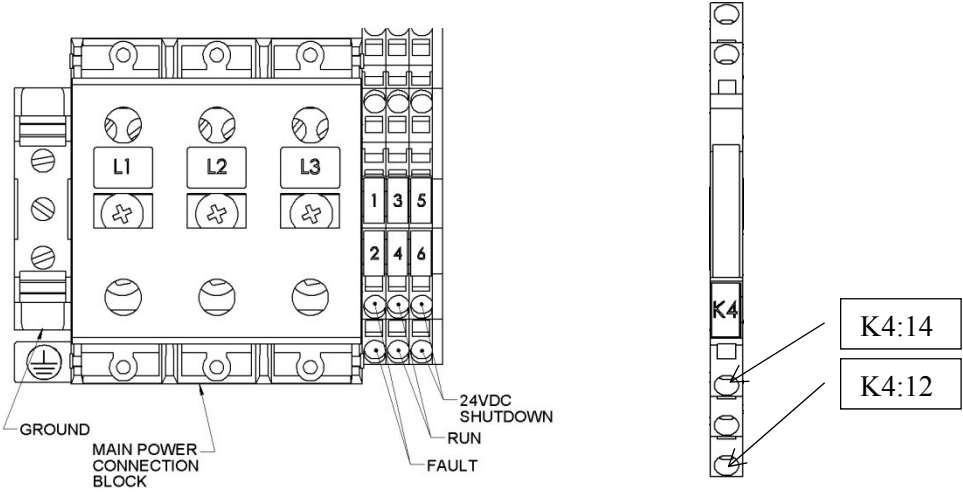 L1 L2 L3
1 3 5
2 4 6
24VDC
SHUTDOWN
RUN
FAULT
GROUND
MAIN POWER
CONNECTION
BLOCK
K4
K4:14
K4:12